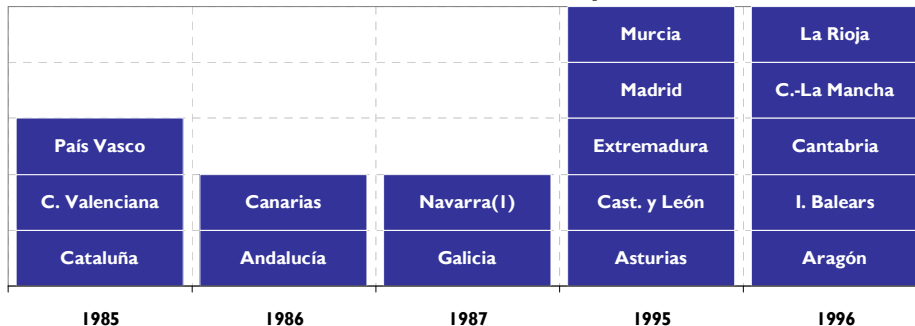 Murcia
La Rioja
Madrid
C.-La Mancha
País Vasco
Extremadura
Cantabria
C. Valenciana
Canarias
Navarra(1)
Cast. y León
I. Balears
Cataluña
Andalucía
Galicia
Asturias
Aragón
1985
1986
1987
1995
1996